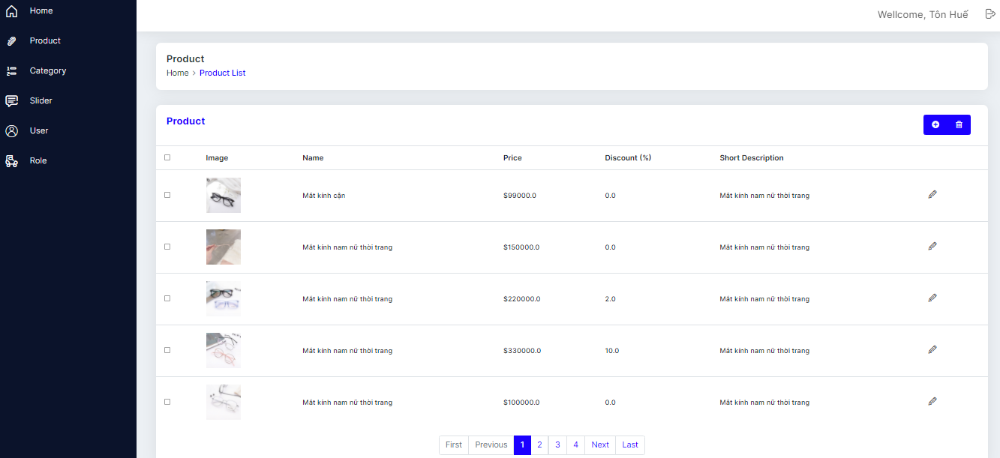 Home
Product
Category
Slider
User
Role
Wellcome, Tôn Huế
Product
Home > Product List
Product
Image Name Price Discount (%) Short Description
Mắt kính cận $99000.0 0.0 Mắt kính nam nữ thời trang
Mắt kính nam nữ thời trang $150000.0 0.0 Mắt kính nam nữ thời trang
Mắt kính nam nữ thời trang $220000.0 2.0 Mắt kính nam nữ thời trang
Mắt kính nam nữ thời trang $330000.0 10.0 Mắt kính nam nữ thời trang
Mắt kính nam nữ thời trang $100000.0 0.0 Mắt kính nam nữ thời trang
First Previous 1 2 3 4 Next Last